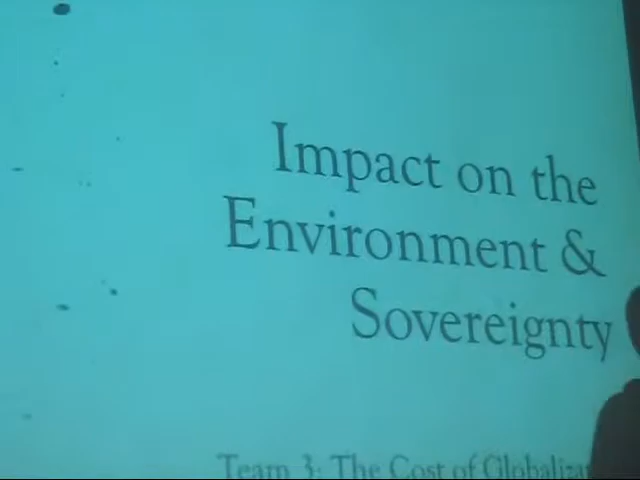 Impact on the
Environment &
Sovereignty
Team 3: The Cost of